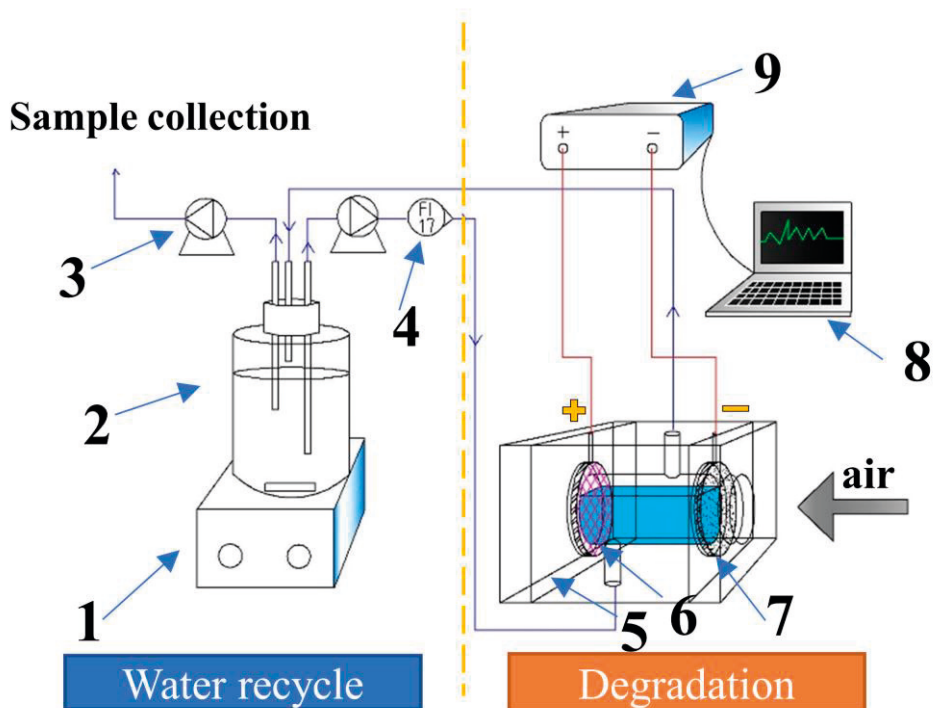 9
Sample collection
+ −
FI
17
3
4
8
2
+ −
air
1
5
6
7
Water recycle
Degradation